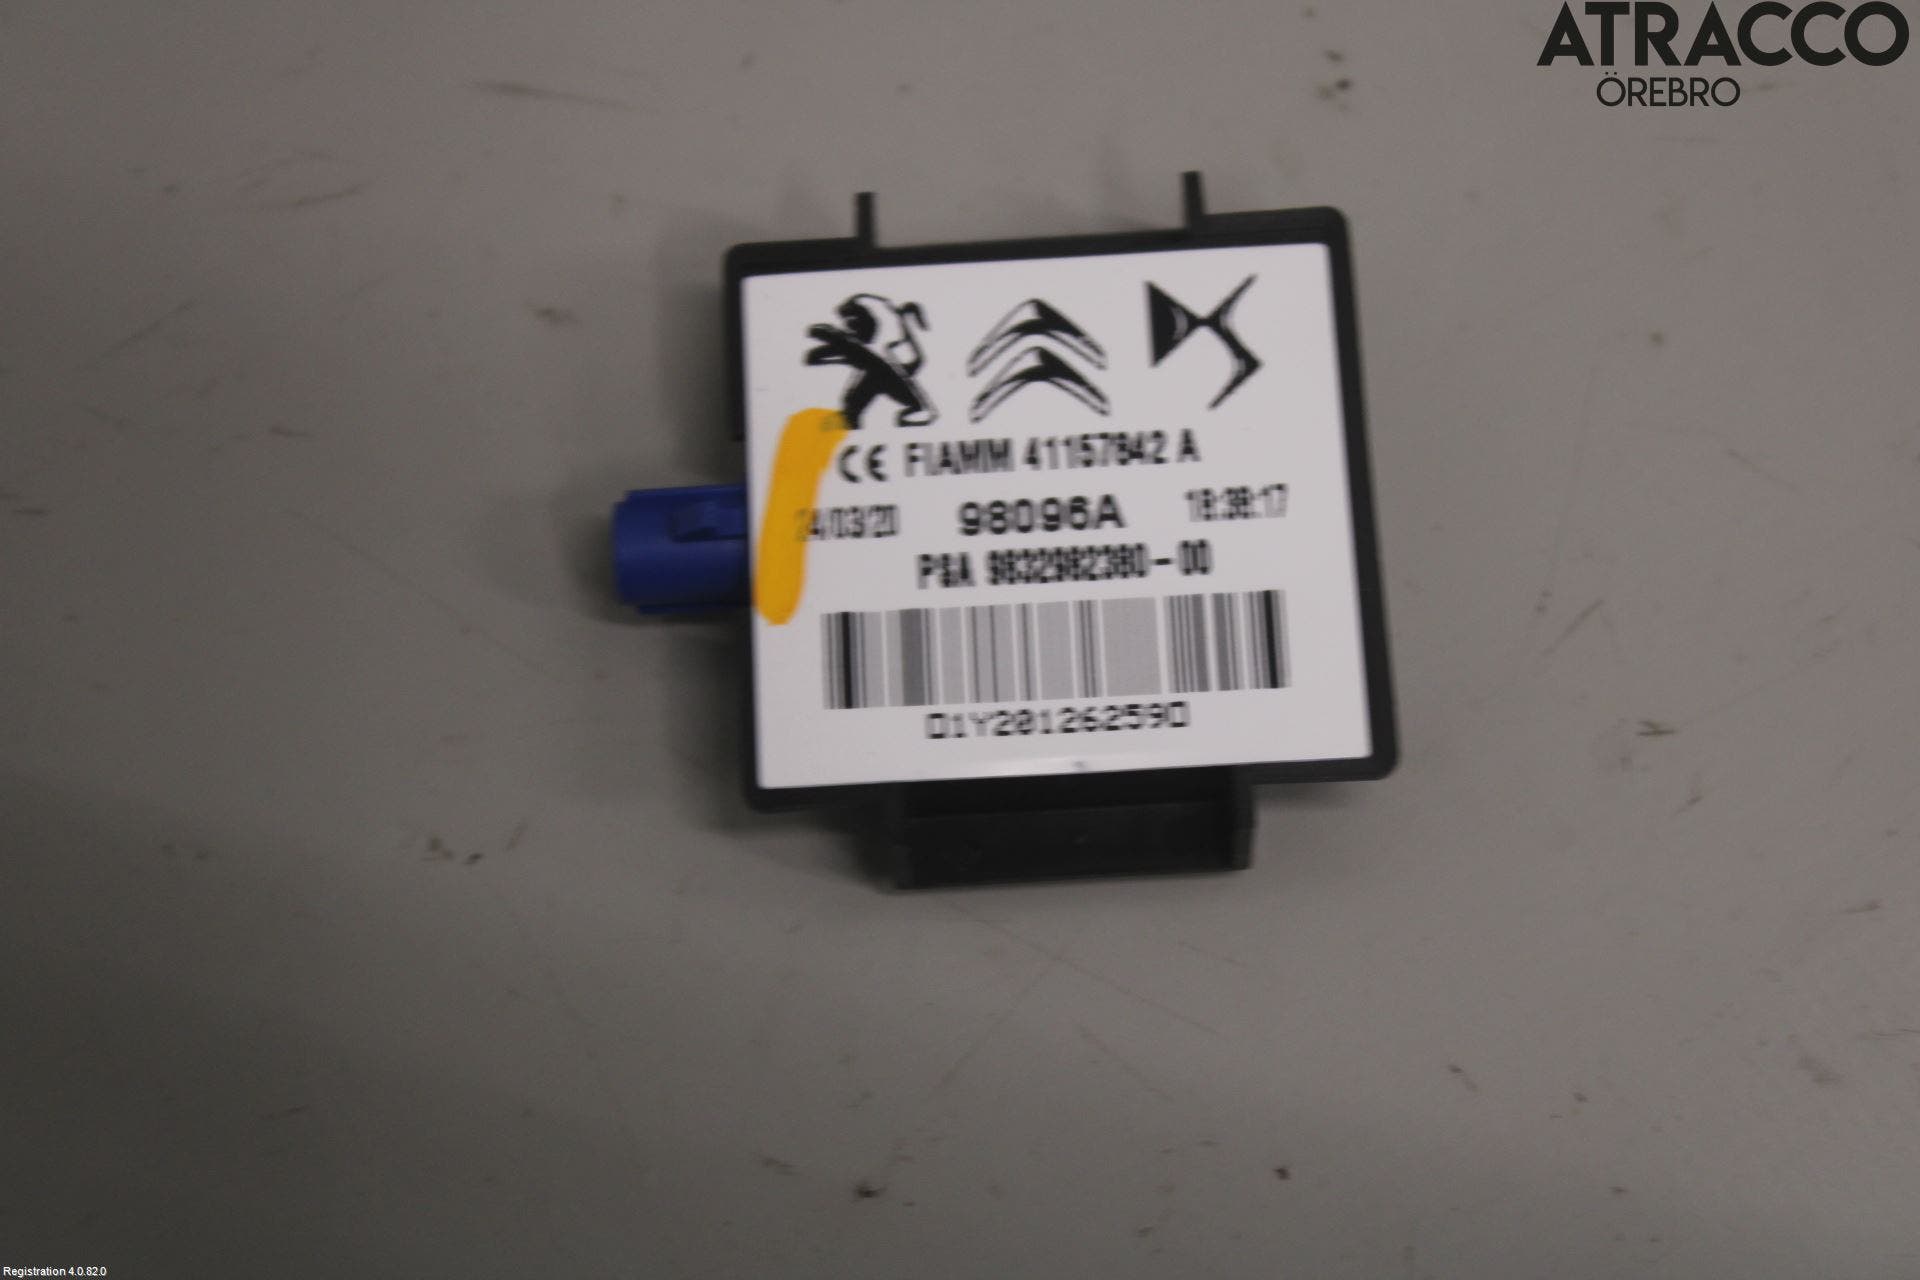 ATRACCO
ÖREBRO
CE FIAMM 41157842 A
24/03/20 98096A 18:38:17
PSA 9832982380-00
D1Y201262590
Registration 4.0.82.0